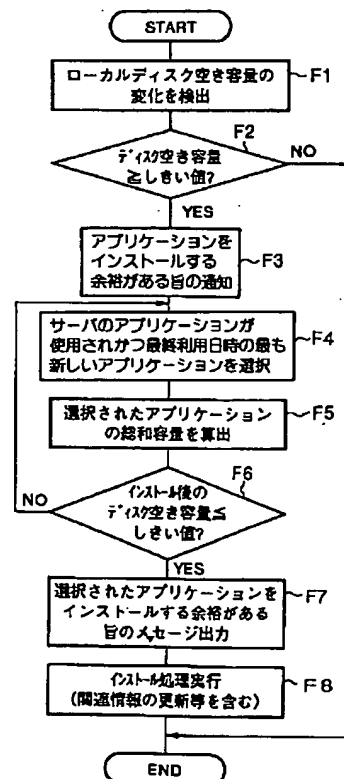 START
ローカルディスク空き容量の
変化を検出
F1
F2
ディスク空き容量
≧しきい値?
NO
YES
アプリケーションを
インストールする
余裕がある旨の通知
F3
サーバのアプリケーションが
使用されかつ最終利用日時の最も
新しいアプリケーションを選択
F4
選択されたアプリケーション
の総和容量を算出
F5
F6
インストール後の
ディスク空き容量≦
しきい値?
NO
YES
選択されたアプリケーションを
インストールする余裕がある
旨のメッセージ出力
F7
インストール処理実行
(関連情報の更新等を含む)
F8
END